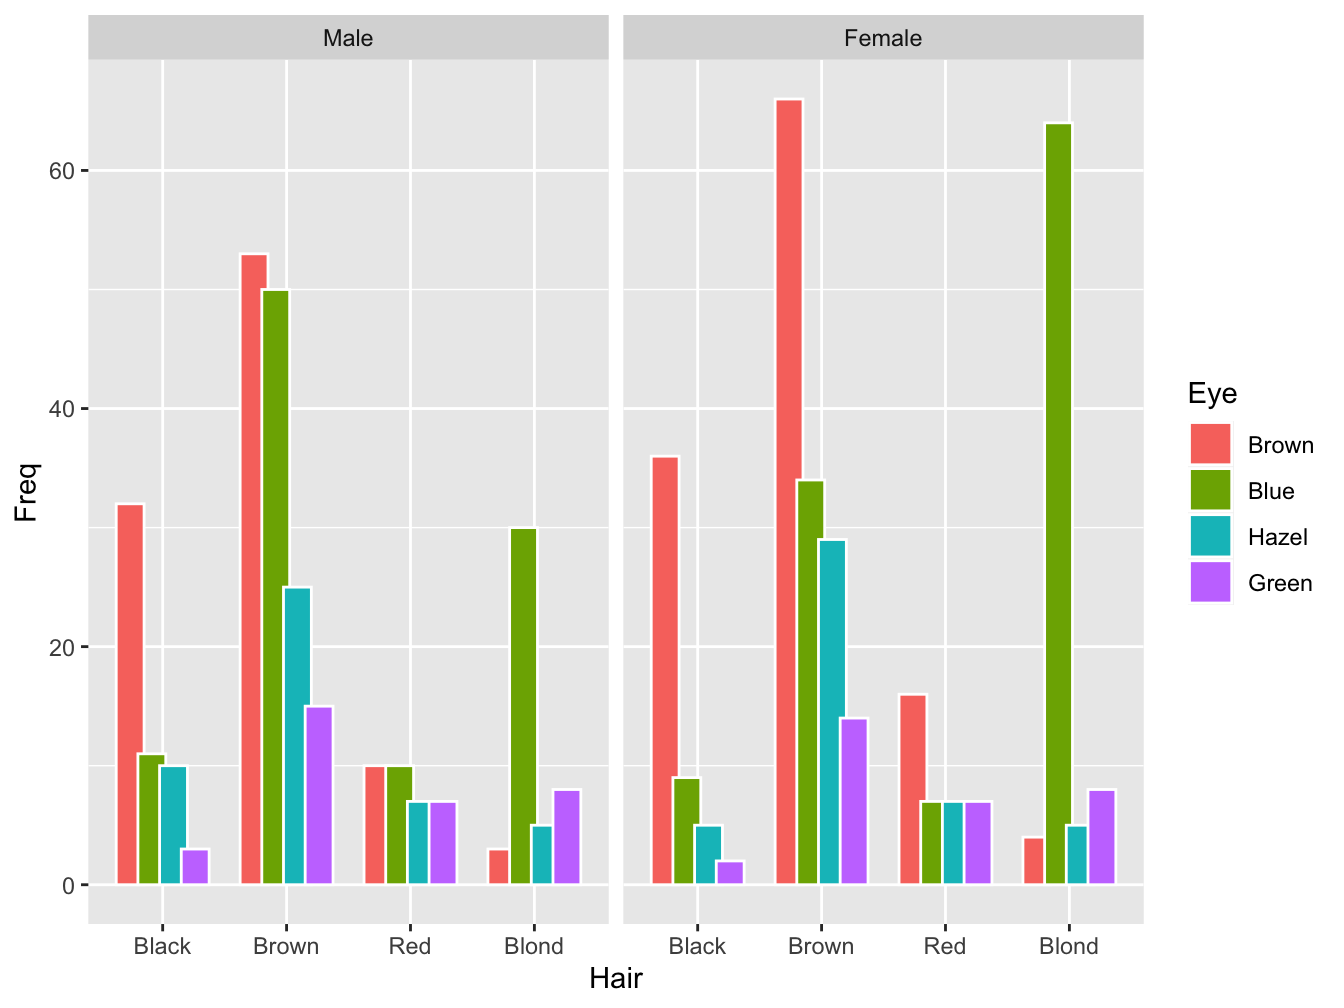 Male
Female
Freq
60
40
20
0
Black
Brown
Red
Blond
Black
Brown
Red
Blond
Hair
Eye
Brown
Blue
Hazel
Green